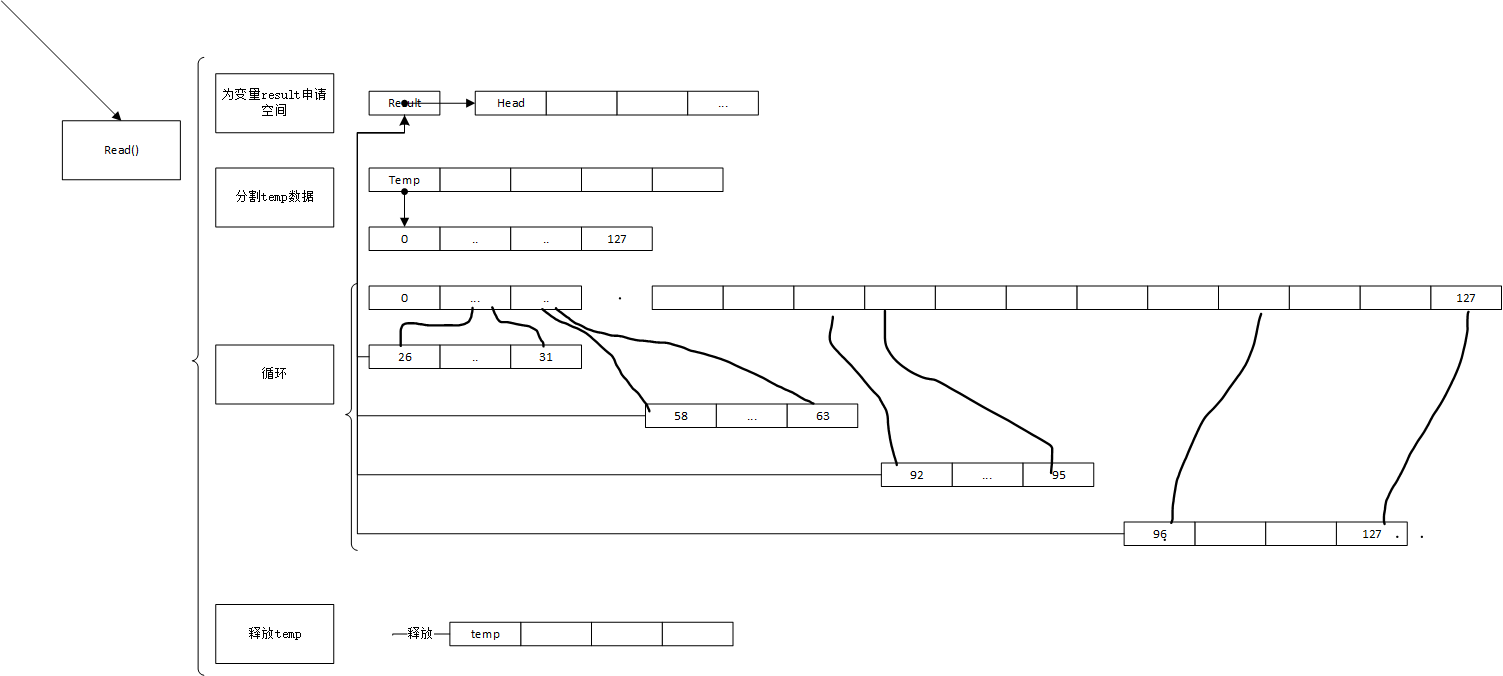 为变量result申请
空间
Result
Head
...
Read()
分割temp数据
Temp
0
..
..
127
0
...
..
.
127
循环
26
..
31
58
...
63
92
...
95
96
127
.
.
.
释放temp
释放
temp